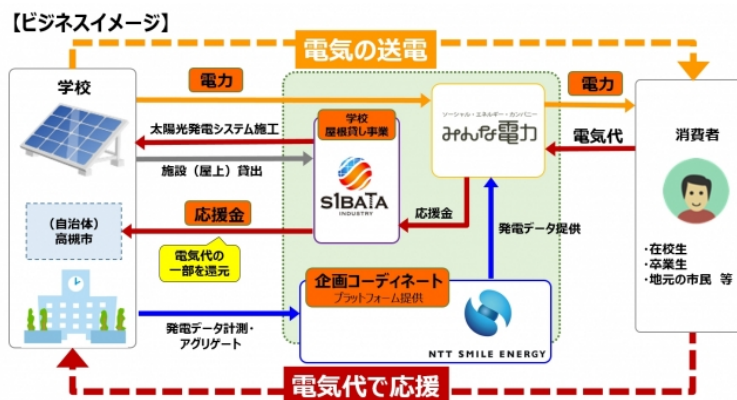 【ビジネスイメージ】
電気の送電
学校
電力
太陽光発電システム施工
施設（屋上）貸出
（自治体）
高槻市
応援金
電気代の
一部を還元
発電データ計測・
アグリゲート
学校
屋根貸し事業
SIBATA
INDUSTRY
ソーシャル・エネルギー・カンパニー
みんな電力
応援金
発電データ提供
企画コーディネート
プラットフォーム提供
NTT SMILE ENERGY
電力
電気代
消費者
・在校生
・卒業生
・地元の市民 等
電気代で応援